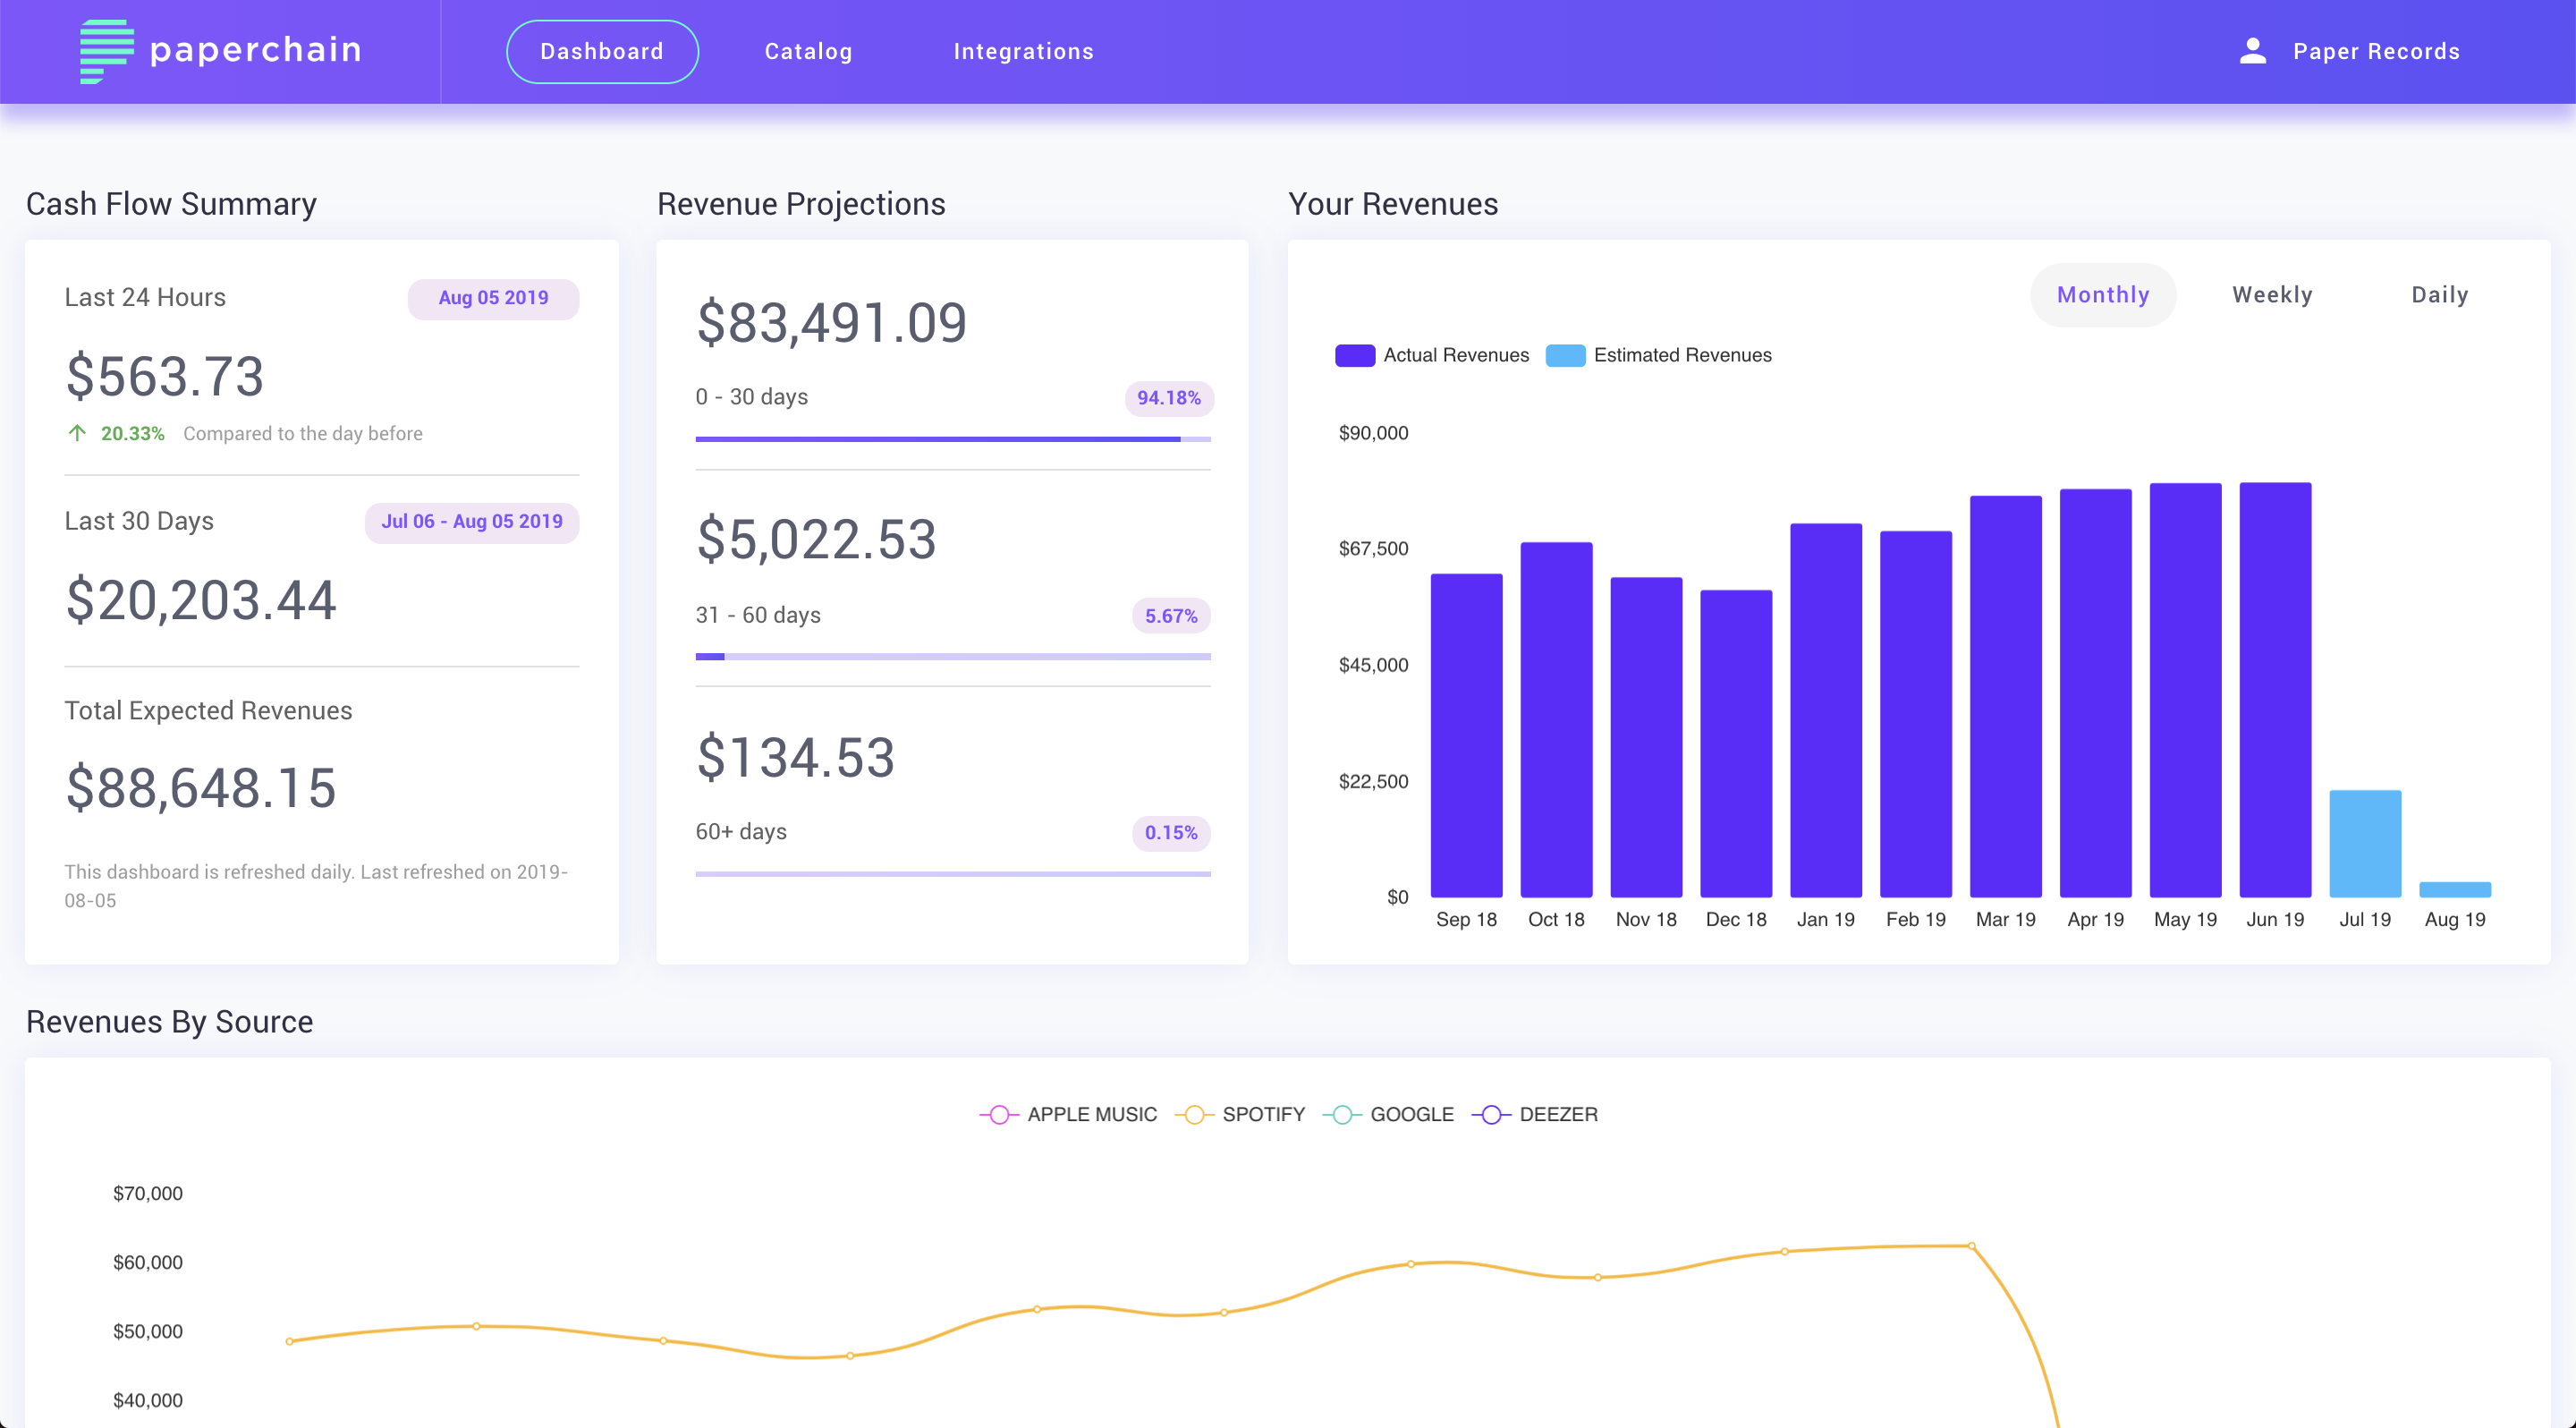 paperchain
Dashboard
Catalog
Integrations
Paper Records
Cash Flow Summary
Last 24 Hours
Aug 05 2019
$563.73
20.33% Compared to the day before
Last 30 Days
Jul 06 - Aug 05 2019
$20,203.44
Total Expected Revenues
$88,648.15
This dashboard is refreshed daily. Last refreshed on 2019-
08-05
Revenue Projections
$83,491.09
0 - 30 days
94.18%
$5,022.53
31 - 60 days
5.67%
$134.53
60+ days
0.15%
Your Revenues
Monthly
Weekly
Daily
Actual Revenues
Estimated Revenues
$90,000
$67,500
$45,000
$22,500
$0
Sep 18
Oct 18
Nov 18
Dec 18
Jan 19
Feb 19
Mar 19
Apr 19
May 19
Jun 19
Jul 19
Aug 19
Revenues By Source
APPLE MUSIC
SPOTIFY
GOOGLE
DEEZER
$70,000
$60,000
$50,000
$40,000